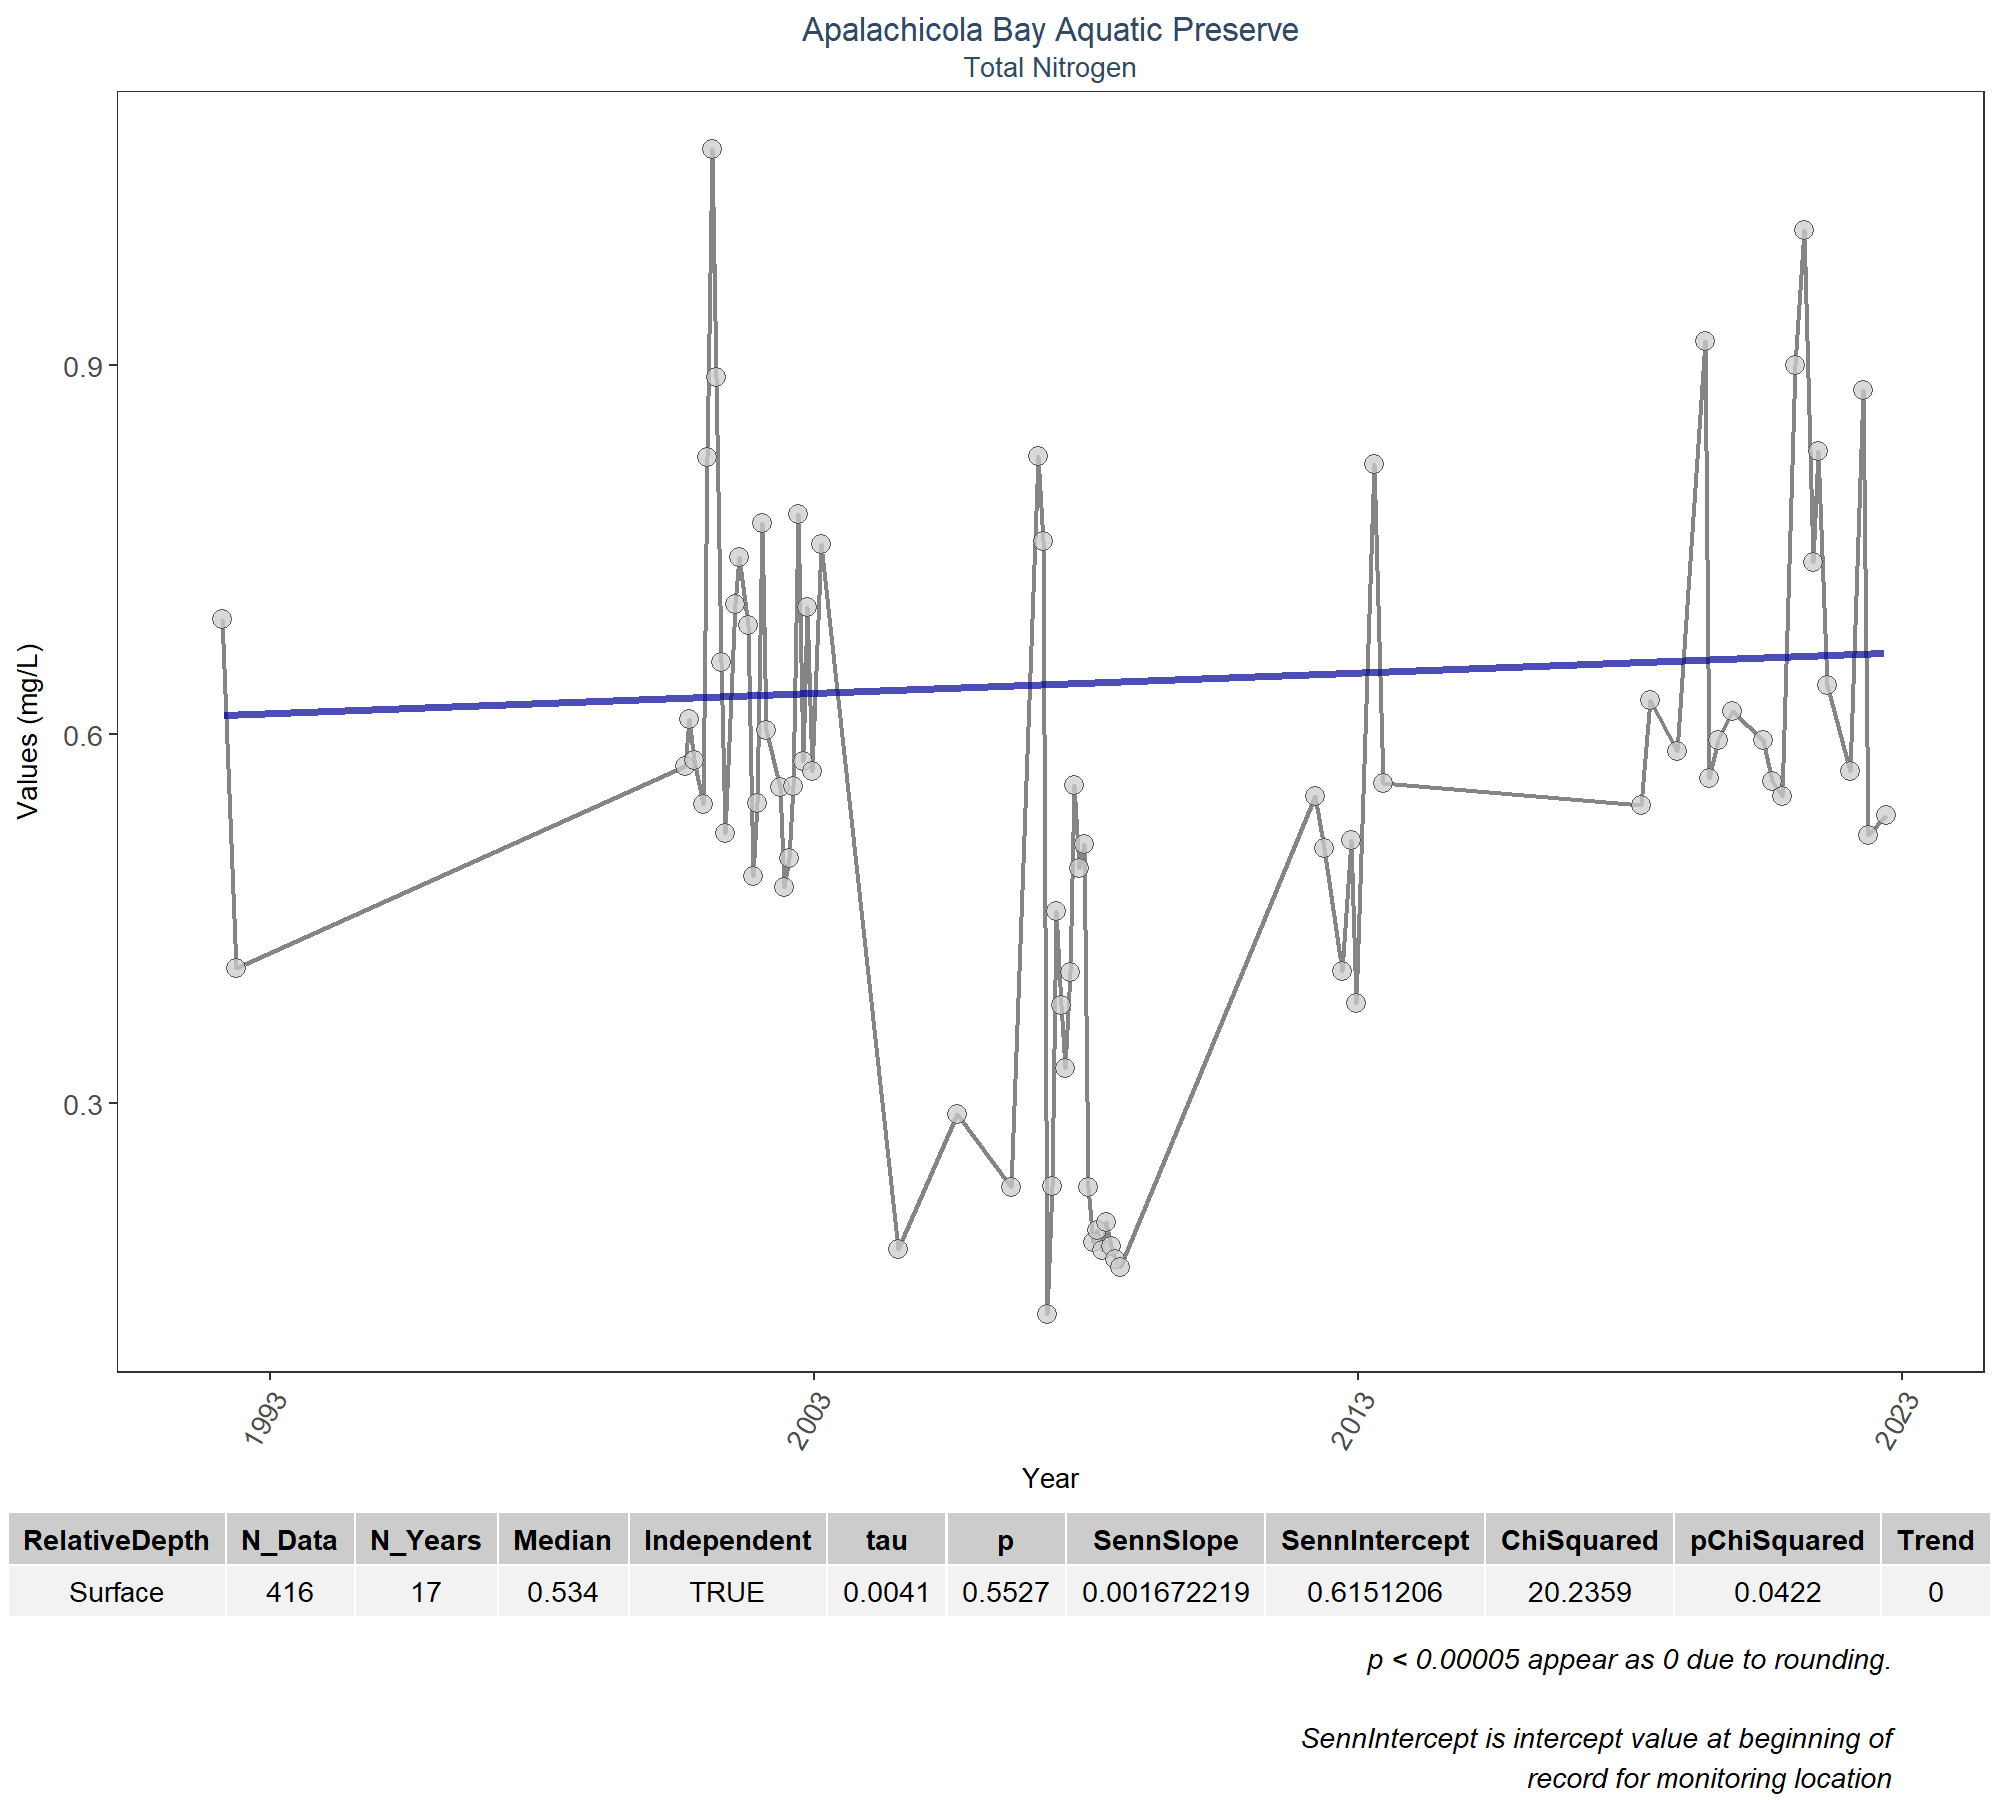 Apalachicola Bay Aquatic Preserve
Total Nitrogen
Values (mg/L)
0.9
0.6
0.3
1993 2003 2013 2023
Year
RelativeDepth N_Data N_Years Median Independent tau p SennSlope SennIntercept ChiSquared pChiSquared Trend
Surface 416 17 0.534 TRUE 0.0041 0.5527 0.001672219 0.6151206 20.2359 0.0422 0
p < 0.00005 appear as 0 due to rounding.
SennIntercept is intercept value at beginning of
record for monitoring location